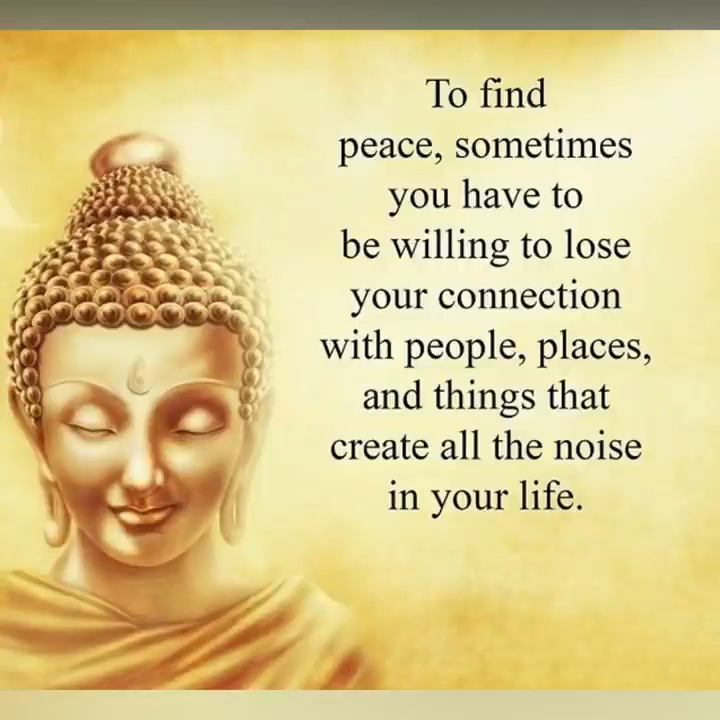 To find
peace, sometimes
you have to
be willing to lose
your connection
with people, places,
and things that
create all the noise
in your life.